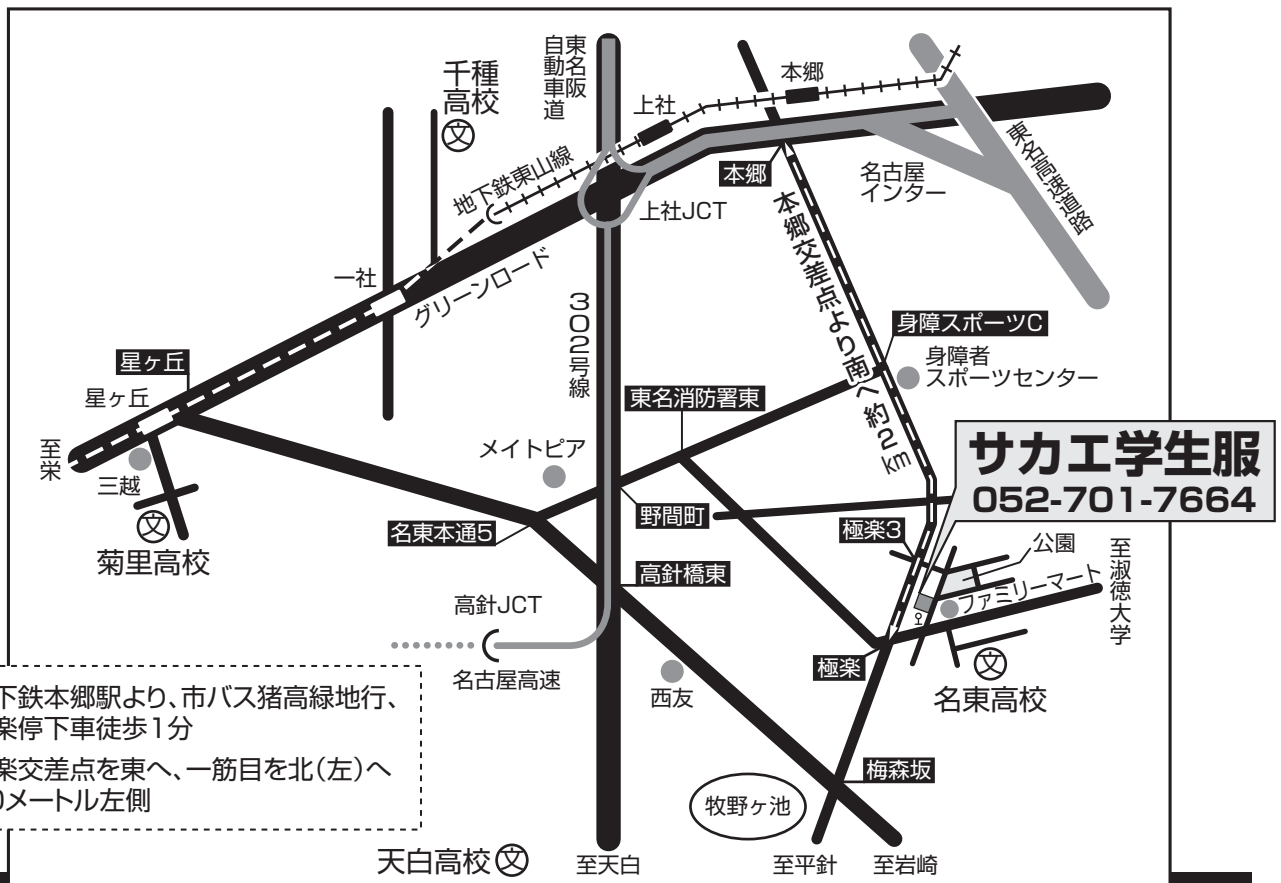 東名阪
自動車道
千種
高校
文
上社
本郷
地下鉄東山線
本郷
名古屋
インター
東名高速道路
上社JCT
本郷交差点より南へ約2km
一社
グリーンロード
302号線
身障スポーツC
身障者
スポーツセンター
星ヶ丘
星ヶ丘
東名消防署東
至栄
三越
メイトピア
サカエ学生服
052-701-7664
文
菊里高校
名東本通5
野間町
極楽3
公園
至淑徳大学
高針橋東
ファミリーマート
高針JCT
名古屋高速
西友
極楽
文
名東高校
下鉄本郷駅より、市バス猪高緑地行、
楽停下車徒歩1分
楽交差点を東へ、一筋目を北(左)へ
0メートル左側
梅森坂
牧野ヶ池
天白高校 文
至天白
至平針
至岩崎